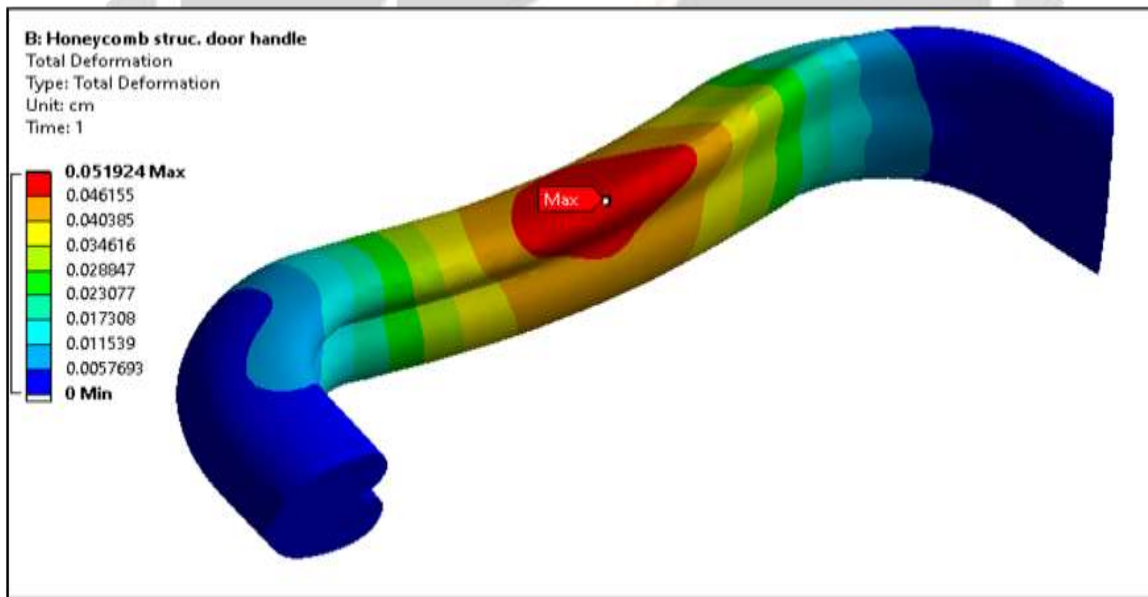 B: Honeycomb struc. door handle
Total Deformation
Type: Total Deformation
Unit: cm
Time: 1
0.051924 Max
0.046155
0.040385
0.034616
0.028847
0.023077
0.017308
0.011539
0.0057693
0 Min
Max